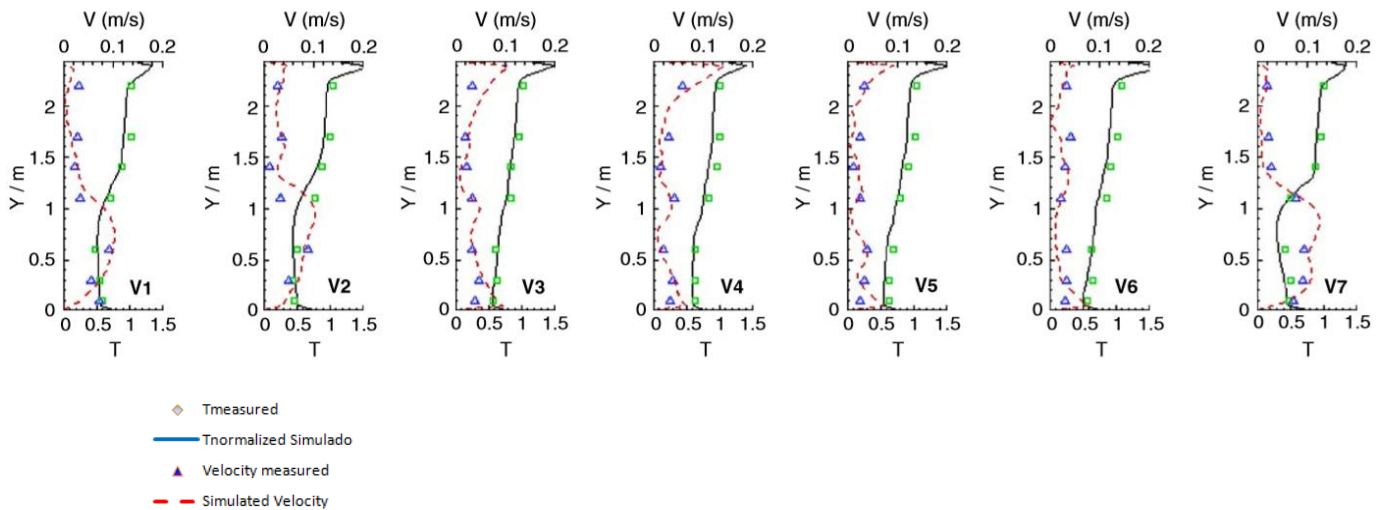 V (m/s) V (m/s) V (m/s) V (m/s) V (m/s) V (m/s) V (m/s)
0 0.1 0.2 0 0.1 0.2 0 0.1 0.2 0 0.1 0.2 0 0.1 0.2 0 0.1 0.2 0 0.1 0.2
2 2 2 2 2 2 2
1.5 1.5 1.5 1.5 1.5 1.5 1.5
Y / m Y / m Y / m Y / m Y / m Y / m Y / m
1 1 1 1 1 1 1
0.5 0.5 0.5 0.5 0.5 0.5 0.5
V1 V2 V3 V4 V5 V6 V7
0 0 0 0 0 0 0
0 0.5 1 1.5 0 0.5 1 1.5 0 0.5 1 1.5 0 0.5 1 1.5 0 0.5 1 1.5 0 0.5 1 1.5 0 0.5 1 1.5
T T T T T T T
Tmeasured
Tnormalized Simulado
Velocity measured
Simulated Velocity